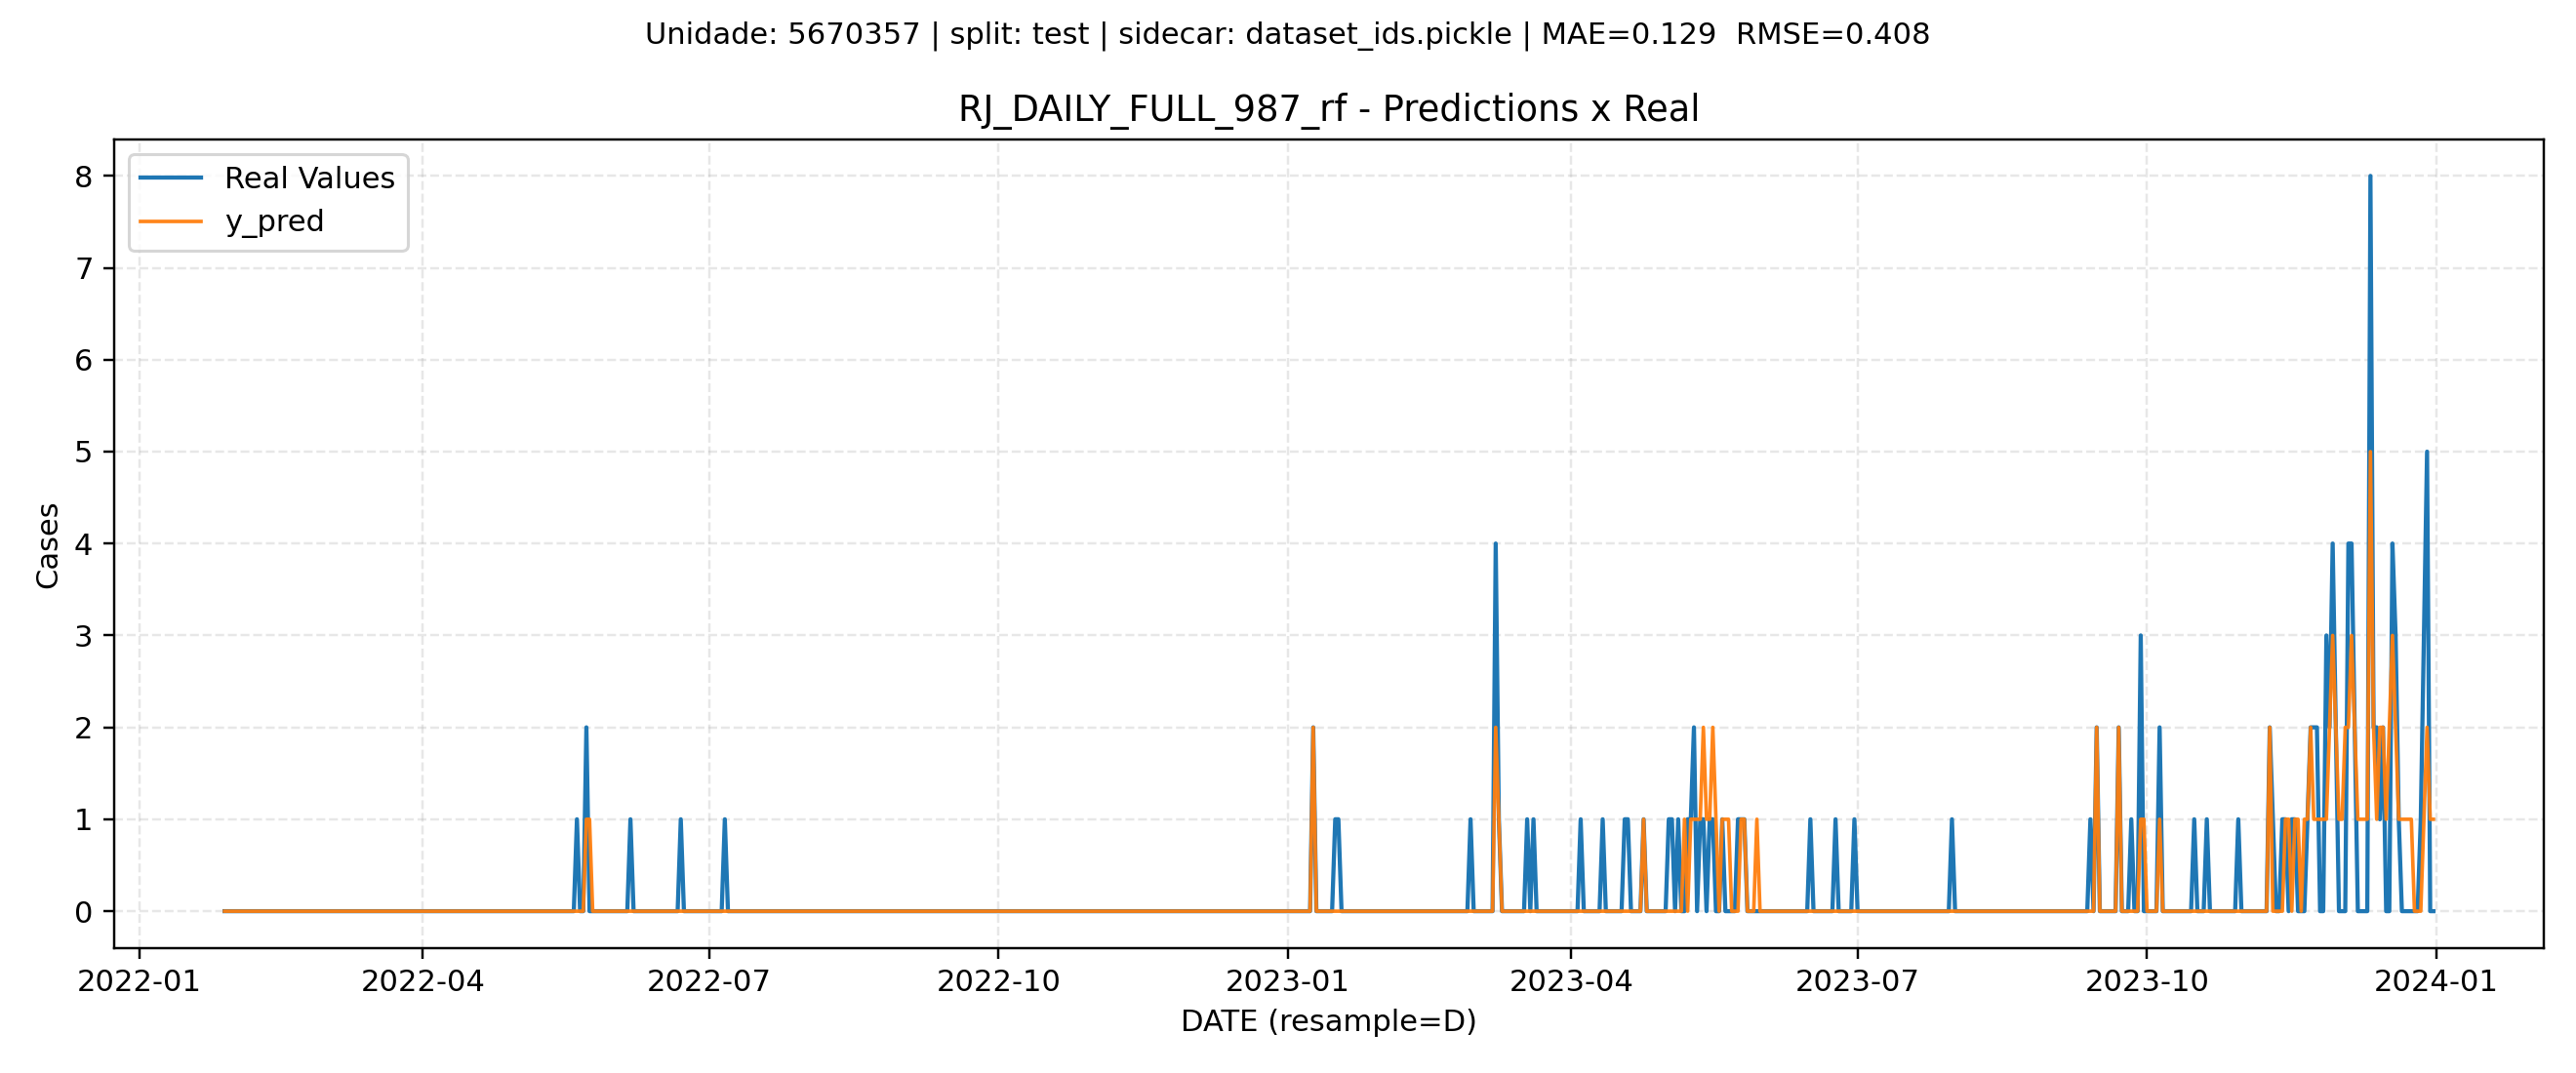 Unidade: 5670357 | split: test | sidecar: dataset_ids.pickle | MAE=0.129  RMSE=0.408
RJ_DAILY_FULL_987_rf - Predictions x Real
Real Values
y_pred
8
7
6
5
4
3
2
1
0
Cases
2022-01 2022-04 2022-07 2022-10 2023-01 2023-04 2023-07 2023-10 2024-01
DATE (resample=D)